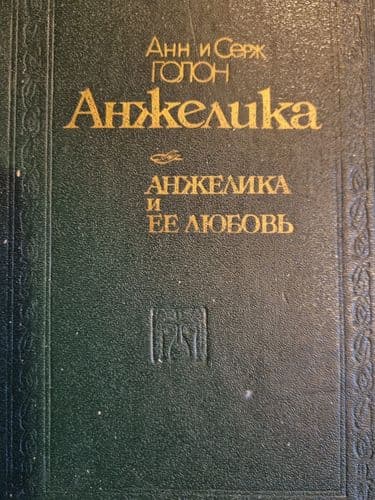 Анн и Серж
ГОЛОН
Анжелика
АНЖЕЛИКА
и
ЕЕ ЛЮБОВЬ